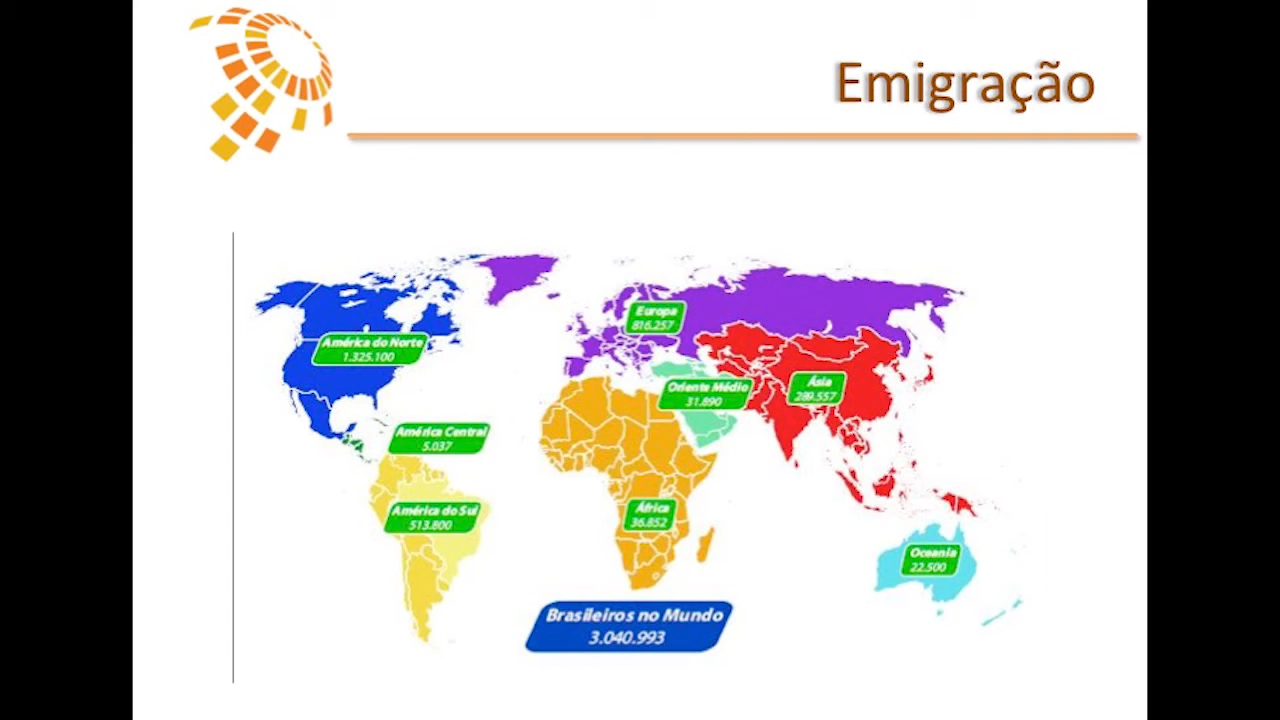 Emigração
Europa
816.257
América do Norte
1.325.100
Ásia
289.557
Oriente Médio
31.890
América Central
5.037
América do Sul
513.800
África
36.852
Oceania
22.500
Brasileiros no Mundo
3.040.993